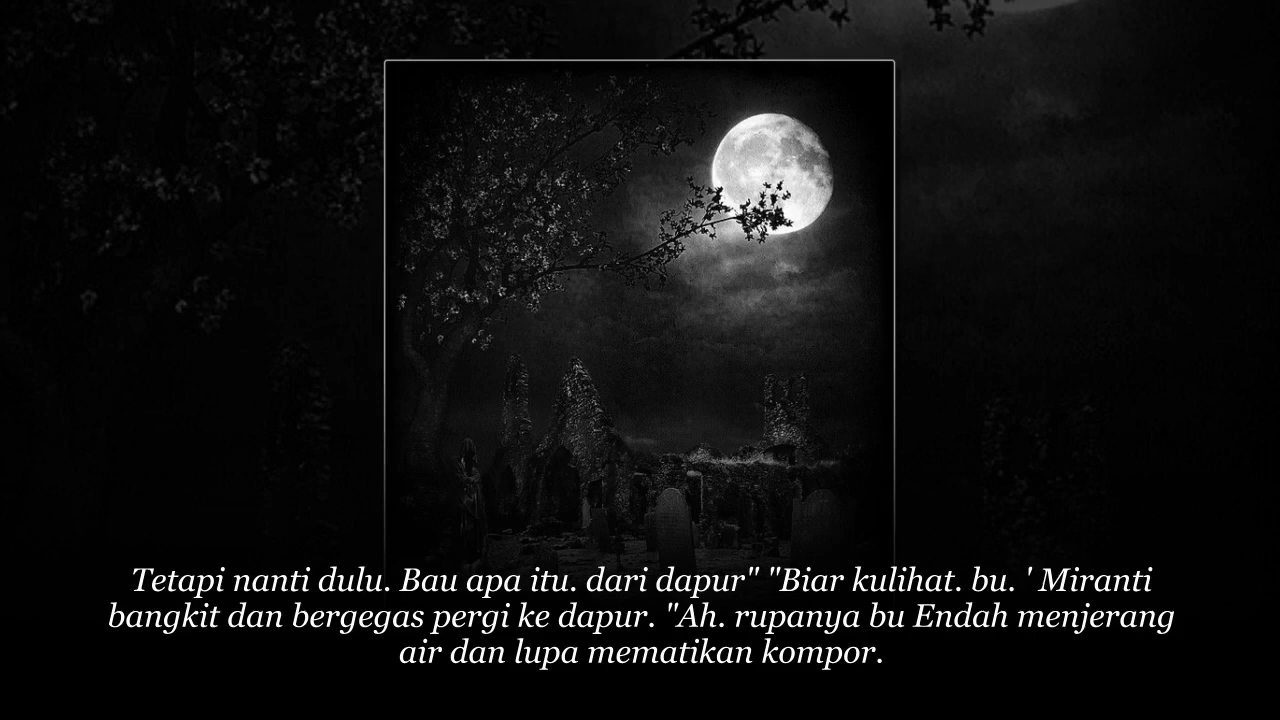 Tetapi nanti dulu. Bau apa itu. dari dapur" "Biar kulihat. bu. ' Miranti
bangkit dan bergegas pergi ke dapur. "Ah. rupanya bu Endah menjerang
air dan lupa mematikan kompor.